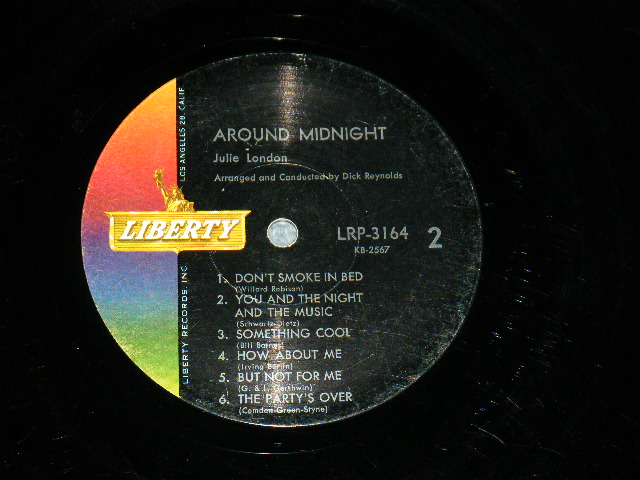 AROUND MIDNIGHT
Julie London
Arranged and Conducted by Dick Reynolds
LIBERTY
LRP-3164 2
KB-2567
1. DON'T SMOKE IN BED
(Willard Robison)
2. YOU AND THE NIGHT
AND THE MUSIC
(Schwartz-Dietz)
3. SOMETHING COOL
(Bill Barnes)
4. HOW ABOUT ME
(Irving Berlin)
5. BUT NOT FOR ME
(G. & I. Gershwin)
6. THE PARTY'S OVER
(Comden-Green-Styne)
LIBERTY RECORDS, INC.
LOS ANGELES 28, CALIF.